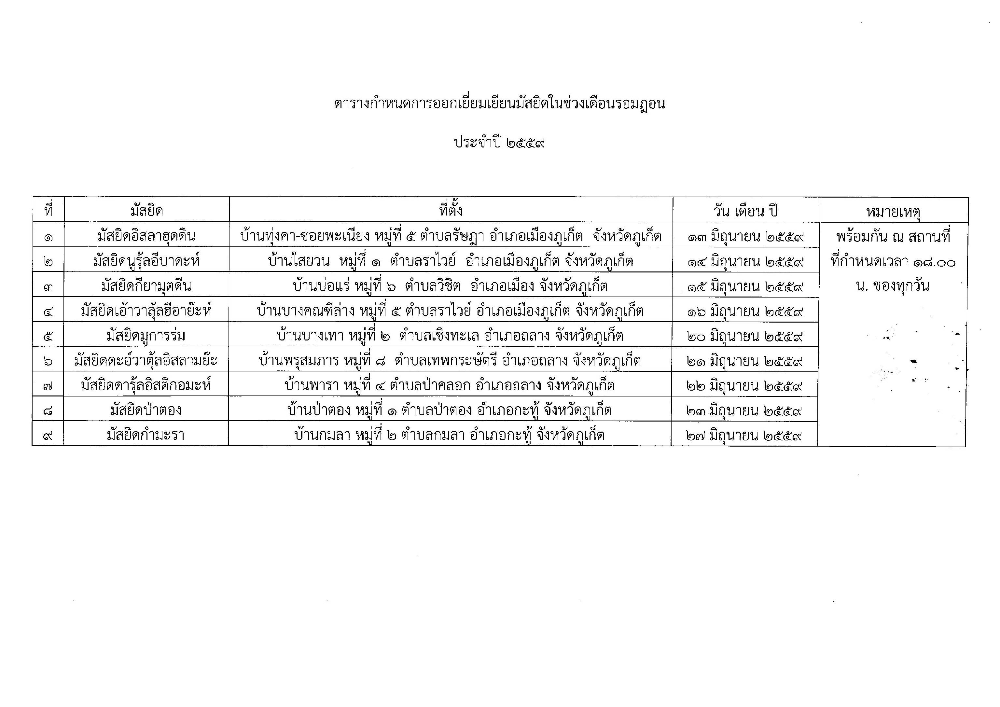 ตารางกำหนดการออกเยี่ยมเยียนมัสยิดในช่วงเดือนรอมฎอน
ประจำปี ๒๕๕๙
ที่ มัสยิด ที่ตั้ง วัน เดือน ปี หมายเหตุ
๑ มัสยิดอิสลาฮุดดิน บ้านทุ่งคา-ซอยพะเนียง หมู่ที่ ๕ ตำบลรัษฎา อำเภอเมืองภูเก็ต จังหวัดภูเก็ต ๑๓ มิถุนายน ๒๕๕๙ พร้อมกัน ณ สถานที่
๒ มัสยิดนูรุ้ลอีบาดะห์ บ้านใสยวน หมู่ที่ ๑ ตำบลราไวย์ อำเภอเมืองภูเก็ต จังหวัดภูเก็ต ๑๔ มิถุนายน ๒๕๕๙ ที่กำหนดเวลา ๑๘.๐๐
๓ มัสยิดกียามุตดีน บ้านบ่อแร่ หมู่ที่ ๖ ตำบลวิชิต อำเภอเมือง จังหวัดภูเก็ต ๑๕ มิถุนายน ๒๕๕๙ น. ของทุกวัน
๔ มัสยิดเอ้าวาลุ้ลฮีอาย๊ะห์ บ้านบางคณฑีล่าง หมู่ที่ ๕ ตำบลราไวย์ อำเภอเมืองภูเก็ต จังหวัดภูเก็ต ๑๖ มิถุนายน ๒๕๕๙
๕ มัสยิดมูการร่ม บ้านบางเทา หมู่ที่ ๒ ตำบลเชิงทะเล อำเภอถลาง จังหวัดภูเก็ต ๒๐ มิถุนายน ๒๕๕๙
๖ มัสยิดดะอ์วาตุ้ลอิสลามย๊ะ บ้านพรุสมภาร หมู่ที่ ๘ ตำบลเทพกระษัตรี อำเภอถลาง จังหวัดภูเก็ต ๒๑ มิถุนายน ๒๕๕๙
๗ มัสยิดดารุ้ลอิสติกอมะห์ บ้านพารา หมู่ที่ ๔ ตำบลป่าคลอก อำเภอถลาง จังหวัดภูเก็ต ๒๒ มิถุนายน ๒๕๕๙
๘ มัสยิดป่าตอง บ้านป่าตอง หมู่ที่ ๑ ตำบลป่าตอง อำเภอกะทู้ จังหวัดภูเก็ต ๒๓ มิถุนายน ๒๕๕๙
๙ มัสยิดกำมะรา บ้านกมลา หมู่ที่ ๒ ตำบลกมลา อำเภอกะทู้ จังหวัดภูเก็ต ๒๗ มิถุนายน ๒๕๕๙